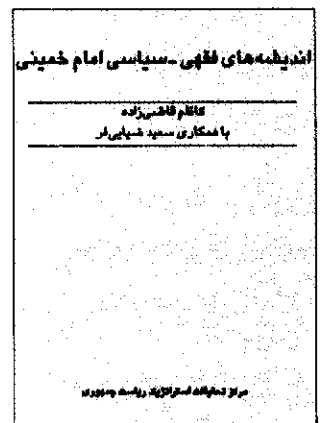 اندیشه‌های فقهی ـ سیاسی امام خمینی
کاظم قاضی‌زاده
با همکاری سعید ضیایی‌فر
مرکز تحقیقات استراتژیک ریاست جمهوری